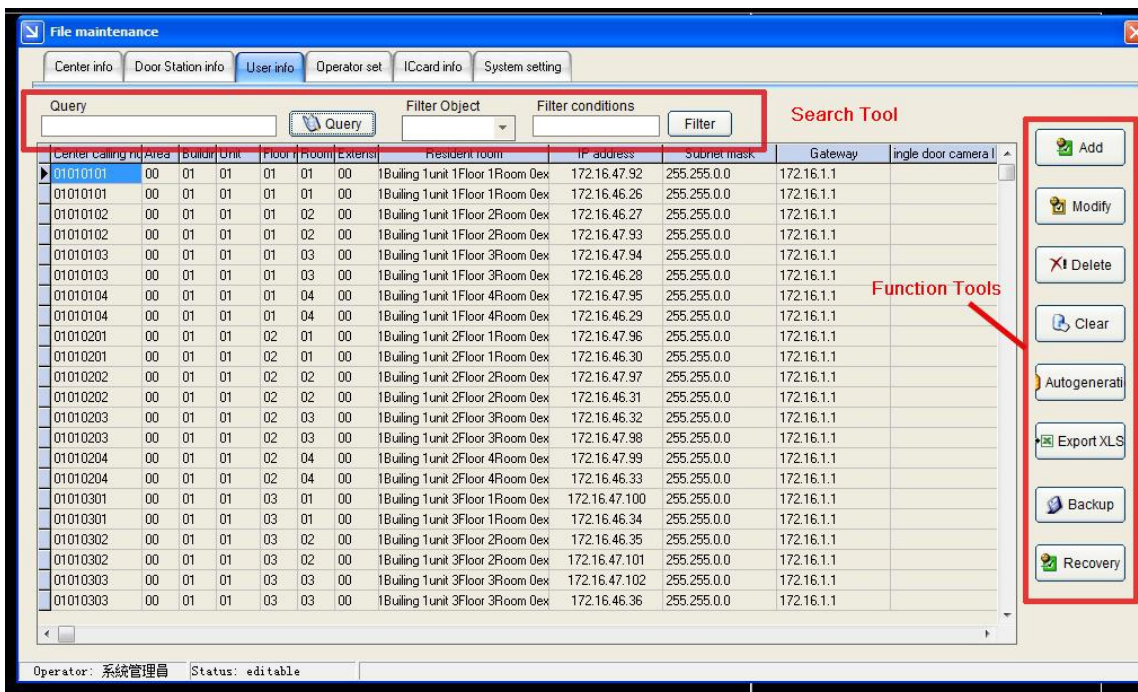 File maintenance
Center info Door Station info User info Operator set ICcard info System setting
Query Filter Object Filter conditions
Query Filter
Search Tool
Center calling nu Area Buildin Unit Floor r Room Extensi Resident room IP address Subnet mask Gateway ingle door camera l
01010101 00 01 01 01 01 00 1Builing 1unit 1Floor 1Room 0ex 172.16.47.92 255.255.0.0 172.16.1.1
01010101 00 01 01 01 01 00 1Builing 1unit 1Floor 1Room 0ex 172.16.46.26 255.255.0.0 172.16.1.1
01010102 00 01 01 01 02 00 1Builing 1unit 1Floor 2Room 0ex 172.16.46.27 255.255.0.0 172.16.1.1
01010102 00 01 01 01 02 00 1Builing 1unit 1Floor 2Room 0ex 172.16.47.93 255.255.0.0 172.16.1.1
01010103 00 01 01 01 03 00 1Builing 1unit 1Floor 3Room 0ex 172.16.47.94 255.255.0.0 172.16.1.1
01010103 00 01 01 01 03 00 1Builing 1unit 1Floor 3Room 0ex 172.16.46.28 255.255.0.0 172.16.1.1
01010104 00 01 01 01 04 00 1Builing 1unit 1Floor 4Room 0ex 172.16.47.95 255.255.0.0 172.16.1.1
01010104 00 01 01 01 04 00 1Builing 1unit 1Floor 4Room 0ex 172.16.46.29 255.255.0.0 172.16.1.1
01010201 00 01 01 02 01 00 1Builing 1unit 2Floor 1Room 0ex 172.16.47.96 255.255.0.0 172.16.1.1
01010201 00 01 01 02 01 00 1Builing 1unit 2Floor 1Room 0ex 172.16.46.30 255.255.0.0 172.16.1.1
01010202 00 01 01 02 02 00 1Builing 1unit 2Floor 2Room 0ex 172.16.47.97 255.255.0.0 172.16.1.1
01010202 00 01 01 02 02 00 1Builing 1unit 2Floor 2Room 0ex 172.16.46.31 255.255.0.0 172.16.1.1
01010203 00 01 01 02 03 00 1Builing 1unit 2Floor 3Room 0ex 172.16.46.32 255.255.0.0 172.16.1.1
01010203 00 01 01 02 03 00 1Builing 1unit 2Floor 3Room 0ex 172.16.47.98 255.255.0.0 172.16.1.1
01010204 00 01 01 02 04 00 1Builing 1unit 2Floor 4Room 0ex 172.16.47.99 255.255.0.0 172.16.1.1
01010204 00 01 01 02 04 00 1Builing 1unit 2Floor 4Room 0ex 172.16.46.33 255.255.0.0 172.16.1.1
01010301 00 01 01 03 01 00 1Builing 1unit 3Floor 1Room 0ex 172.16.47.100 255.255.0.0 172.16.1.1
01010301 00 01 01 03 01 00 1Builing 1unit 3Floor 1Room 0ex 172.16.46.34 255.255.0.0 172.16.1.1
01010302 00 01 01 03 02 00 1Builing 1unit 3Floor 2Room 0ex 172.16.46.35 255.255.0.0 172.16.1.1
01010302 00 01 01 03 02 00 1Builing 1unit 3Floor 2Room 0ex 172.16.47.101 255.255.0.0 172.16.1.1
01010303 00 01 01 03 03 00 1Builing 1unit 3Floor 3Room 0ex 172.16.47.102 255.255.0.0 172.16.1.1
01010303 00 01 01 03 03 00 1Builing 1unit 3Floor 3Room 0ex 172.16.46.36 255.255.0.0 172.16.1.1
Function Tools
Add
Modify
Delete
Clear
Autogenerati
Export XLS
Backup
Recovery
Operator: 系統管理員 Status: editable